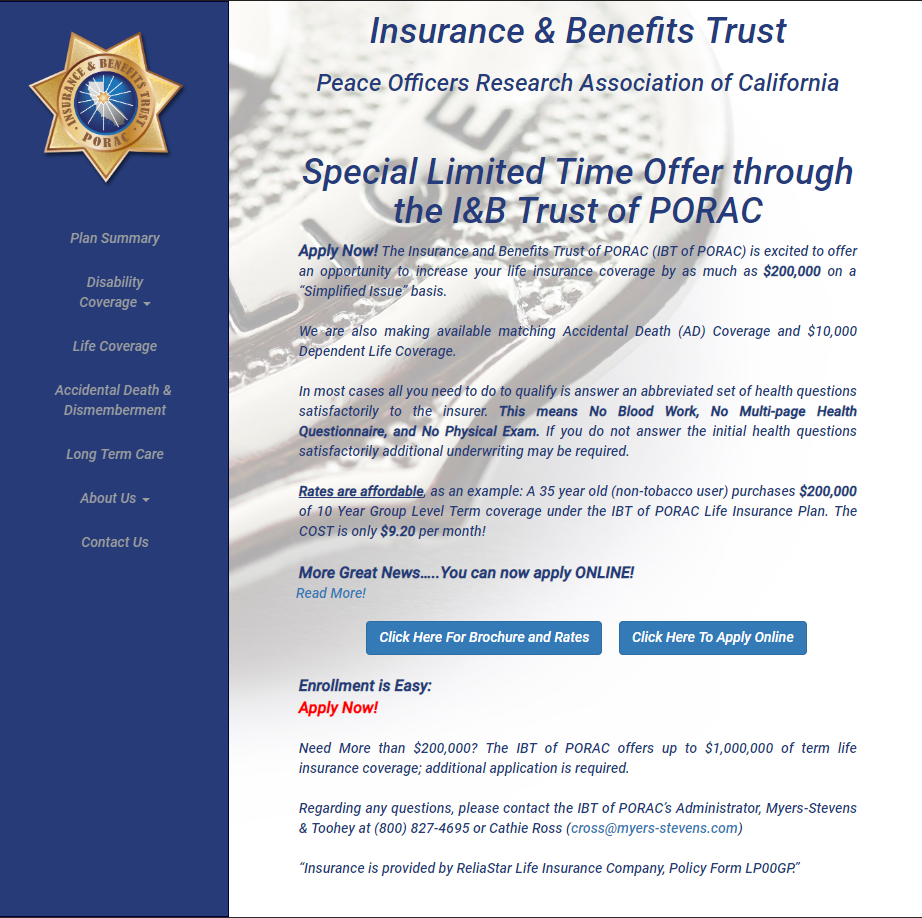 Insurance & Benefits Trust
Peace Officers Research Association of California
INSURANCE & BENEFITS TRUST
PORAC
Plan Summary
Disability
Coverage
Life Coverage
Accidental Death &
Dismemberment
Long Term Care
About Us
Contact Us
LICE
Special Limited Time Offer through
the I&B Trust of PORAC
Apply Now! The Insurance and Benefits Trust of PORAC (IBT of PORAC) is excited to offer
an opportunity to increase your life insurance coverage by as much as $200,000 on a
“Simplified Issue” basis.
We are also making available matching Accidental Death (AD) Coverage and $10,000
Dependent Life Coverage.
In most cases all you need to do to qualify is answer an abbreviated set of health questions
satisfactorily to the insurer. This means No Blood Work, No Multi-page Health
Questionnaire, and No Physical Exam. If you do not answer the initial health questions
satisfactorily additional underwriting may be required.
Rates are affordable, as an example: A 35 year old (non-tobacco user) purchases $200,000
of 10 Year Group Level Term coverage under the IBT of PORAC Life Insurance Plan. The
COST is only $9.20 per month!
More Great News…..You can now apply ONLINE!
Read More!
Click Here For Brochure and Rates
Click Here To Apply Online
Enrollment is Easy:
Apply Now!
Need More than $200,000? The IBT of PORAC offers up to $1,000,000 of term life
insurance coverage; additional application is required.
Regarding any questions, please contact the IBT of PORAC’s Administrator, Myers-Stevens
& Toohey at (800) 827-4695 or Cathie Ross (cross@myers-stevens.com)
“Insurance is provided by ReliaStar Life Insurance Company, Policy Form LP00GP.”